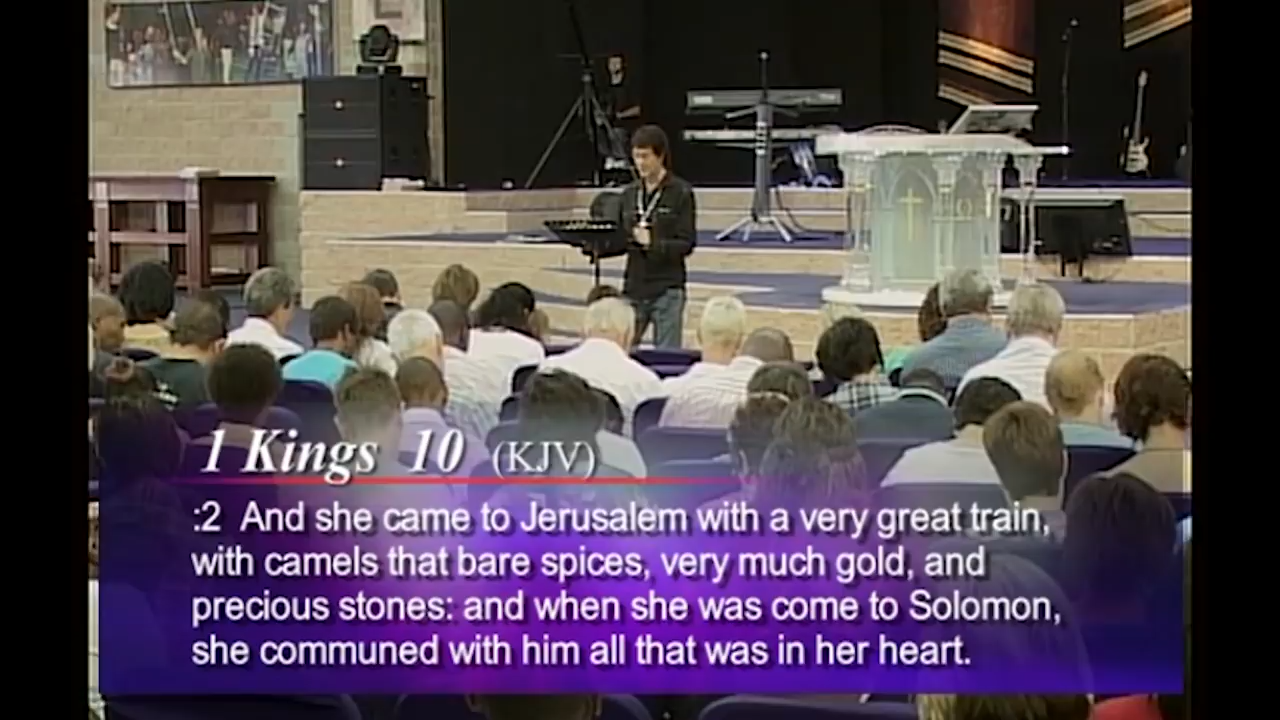 1 Kings 10 (KJV)
:2 And she came to Jerusalem with a very great train,
with camels that bare spices, very much gold, and
precious stones: and when she was come to Solomon,
she communed with him all that was in her heart.